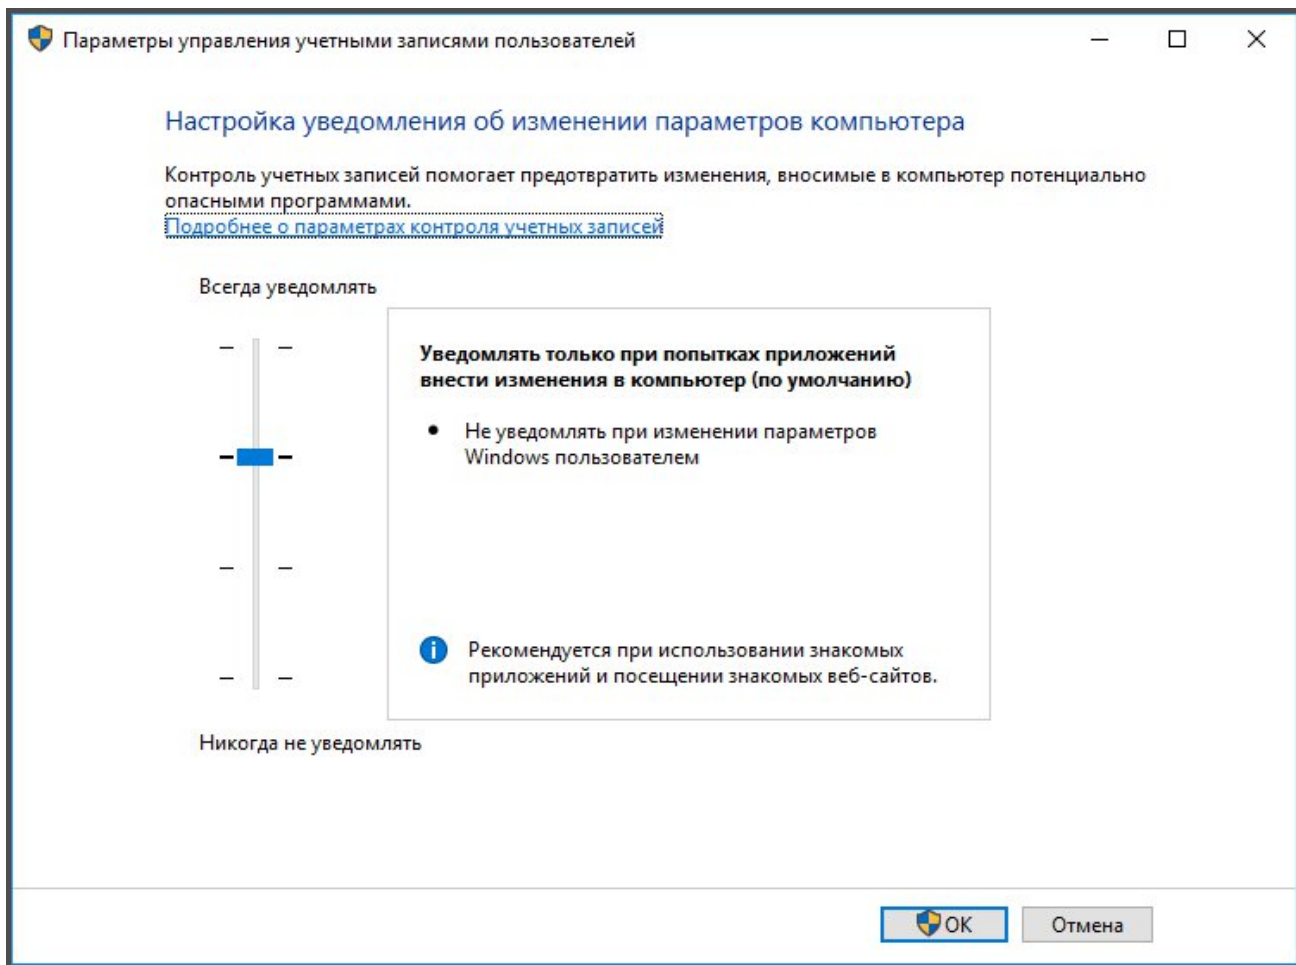 Параметры управления учетными записями пользователей
Настройка уведомления об изменении параметров компьютера
Контроль учетных записей помогает предотвратить изменения, вносимые в компьютер потенциально
опасными программами.
Подробнее о параметрах контроля учетных записей
Всегда уведомлять
Уведомлять только при попытках приложений
внести изменения в компьютер (по умолчанию)
• Не уведомлять при изменении параметров
Windows пользователем
Рекомендуется при использовании знакомых
приложений и посещении знакомых веб-сайтов.
Никогда не уведомлять
OK
Отмена